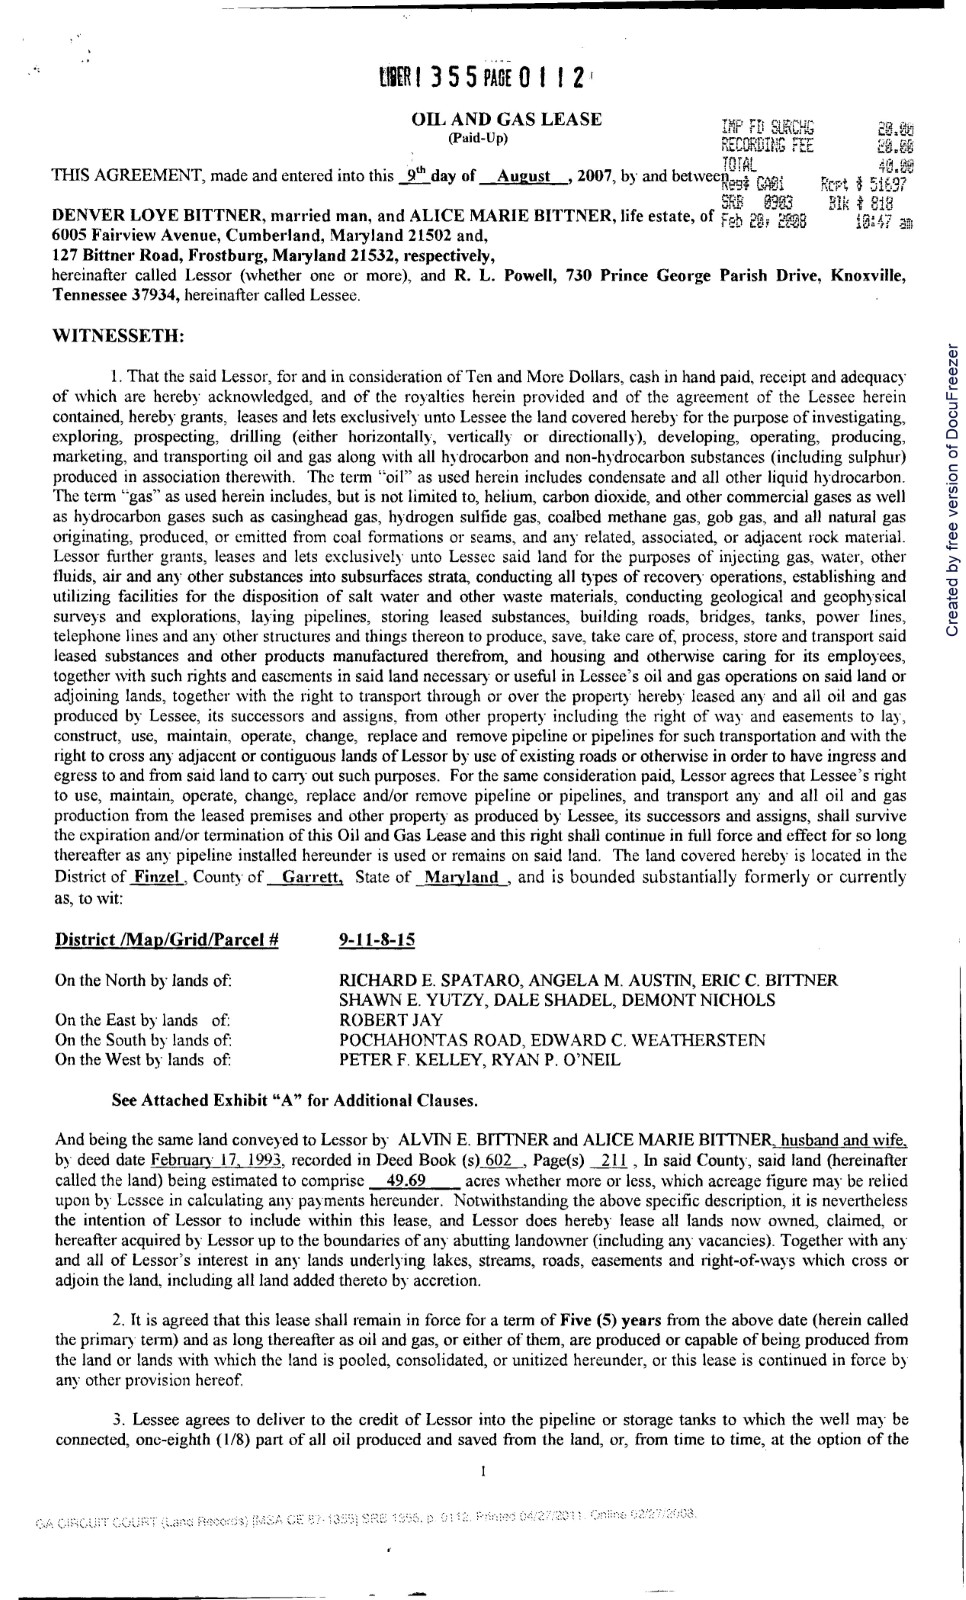 LIBER 1355 PAGE 0112
OIL AND GAS LEASE
(Paid-Up)
IMP FD SURCHG 20.00
RECORDING FEE 20.00
TOTAL 40.00
Reg# GA01 Rcpt # 51697
SRB 0303 Blk # 818
Feb 20, 2008 10:47 am
THIS AGREEMENT, made and entered into this 9th day of August , 2007, by and between
DENVER LOYE BITTNER, married man, and ALICE MARIE BITTNER, life estate, of
6005 Fairview Avenue, Cumberland, Maryland 21502 and,
127 Bittner Road, Frostburg, Maryland 21532, respectively,
hereinafter called Lessor (whether one or more), and R. L. Powell, 730 Prince George Parish Drive, Knoxville,
Tennessee 37934, hereinafter called Lessee.
WITNESSETH:
1. That the said Lessor, for and in consideration of Ten and More Dollars, cash in hand paid, receipt and adequacy
of which are hereby acknowledged, and of the royalties herein provided and of the agreement of the Lessee herein
contained, hereby grants, leases and lets exclusively unto Lessee the land covered hereby for the purpose of investigating,
exploring, prospecting, drilling (either horizontally, vertically or directionally), developing, operating, producing,
marketing, and transporting oil and gas along with all hydrocarbon and non-hydrocarbon substances (including sulphur)
produced in association therewith. The term "oil" as used herein includes condensate and all other liquid hydrocarbon.
The term "gas" as used herein includes, but is not limited to, helium, carbon dioxide, and other commercial gases as well
as hydrocarbon gases such as casinghead gas, hydrogen sulfide gas, coalbed methane gas, gob gas, and all natural gas
originating, produced, or emitted from coal formations or seams, and any related, associated, or adjacent rock material.
Lessor further grants, leases and lets exclusively unto Lessee said land for the purposes of injecting gas, water, other
fluids, air and any other substances into subsurfaces strata, conducting all types of recovery operations, establishing and
utilizing facilities for the disposition of salt water and other waste materials, conducting geological and geophysical
surveys and explorations, laying pipelines, storing leased substances, building roads, bridges, tanks, power lines,
telephone lines and any other structures and things thereon to produce, save, take care of, process, store and transport said
leased substances and other products manufactured therefrom, and housing and otherwise caring for its employees,
together with such rights and easements in said land necessary or useful in Lessee's oil and gas operations on said land or
adjoining lands, together with the right to transport through or over the property hereby leased any and all oil and gas
produced by Lessee, its successors and assigns, from other property including the right of way and easements to lay,
construct, use, maintain, operate, change, replace and remove pipeline or pipelines for such transportation and with the
right to cross any adjacent or contiguous lands of Lessor by use of existing roads or otherwise in order to have ingress and
egress to and from said land to carry out such purposes. For the same consideration paid, Lessor agrees that Lessee's right
to use, maintain, operate, change, replace and/or remove pipeline or pipelines, and transport any and all oil and gas
production from the leased premises and other property as produced by Lessee, its successors and assigns, shall survive
the expiration and/or termination of this Oil and Gas Lease and this right shall continue in full force and effect for so long
thereafter as any pipeline installed hereunder is used or remains on said land. The land covered hereby is located in the
District of Finzel , County of Garrett, State of Maryland , and is bounded substantially formerly or currently
as, to wit:
District /Map/Grid/Parcel # 9-11-8-15
On the North by lands of: RICHARD E. SPATARO, ANGELA M. AUSTIN, ERIC C. BITTNER
SHAWN E. YUTZY, DALE SHADEL, DEMONT NICHOLS
On the East by lands of: ROBERT JAY
On the South by lands of: POCHAHONTAS ROAD, EDWARD C. WEATHERSTEIN
On the West by lands of: PETER F. KELLEY, RYAN P. O'NEIL
See Attached Exhibit "A" for Additional Clauses.
And being the same land conveyed to Lessor by ALVIN E. BITTNER and ALICE MARIE BITTNER, husband and wife,
by deed date February 17, 1993, recorded in Deed Book (s) 602 , Page(s) 211 , In said County, said land (hereinafter
called the land) being estimated to comprise 49.69 acres whether more or less, which acreage figure may be relied
upon by Lessee in calculating any payments hereunder. Notwithstanding the above specific description, it is nevertheless
the intention of Lessor to include within this lease, and Lessor does hereby lease all lands now owned, claimed, or
hereafter acquired by Lessor up to the boundaries of any abutting landowner (including any vacancies). Together with any
and all of Lessor's interest in any lands underlying lakes, streams, roads, easements and right-of-ways which cross or
adjoin the land, including all land added thereto by accretion.
2. It is agreed that this lease shall remain in force for a term of Five (5) years from the above date (herein called
the primary term) and as long thereafter as oil and gas, or either of them, are produced or capable of being produced from
the land or lands with which the land is pooled, consolidated, or unitized hereunder, or this lease is continued in force by
any other provision hereof.
3. Lessee agrees to deliver to the credit of Lessor into the pipeline or storage tanks to which the well may be
connected, one-eighth (1/8) part of all oil produced and saved from the land, or, from time to time, at the option of the
1
GA CIRCUIT COURT (Land Records) [MSA CE 57-1355] SRB 1355, p. 0112. Printed 04/27/2011. Online 02/27/2008.
Created by free version of DocuFreezer